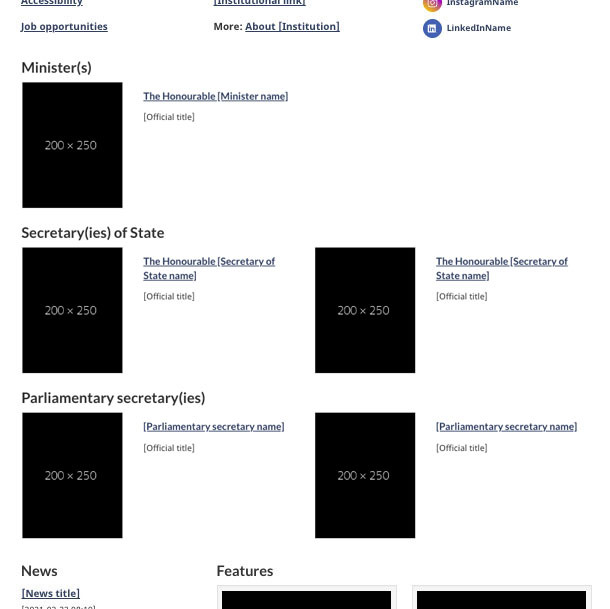 Accessibility
[Institutional link]
InstagramName
Job opportunities
More: About [Institution]
LinkedInName
Minister(s)
200 × 250
The Honourable [Minister name]
[Official title]
Secretary(ies) of State
200 × 250
The Honourable [Secretary of
State name]
[Official title]
200 × 250
The Honourable [Secretary of
State name]
[Official title]
Parliamentary secretary(ies)
200 × 250
[Parliamentary secretary name]
[Official title]
200 × 250
[Parliamentary secretary name]
[Official title]
News
Features
[News title]